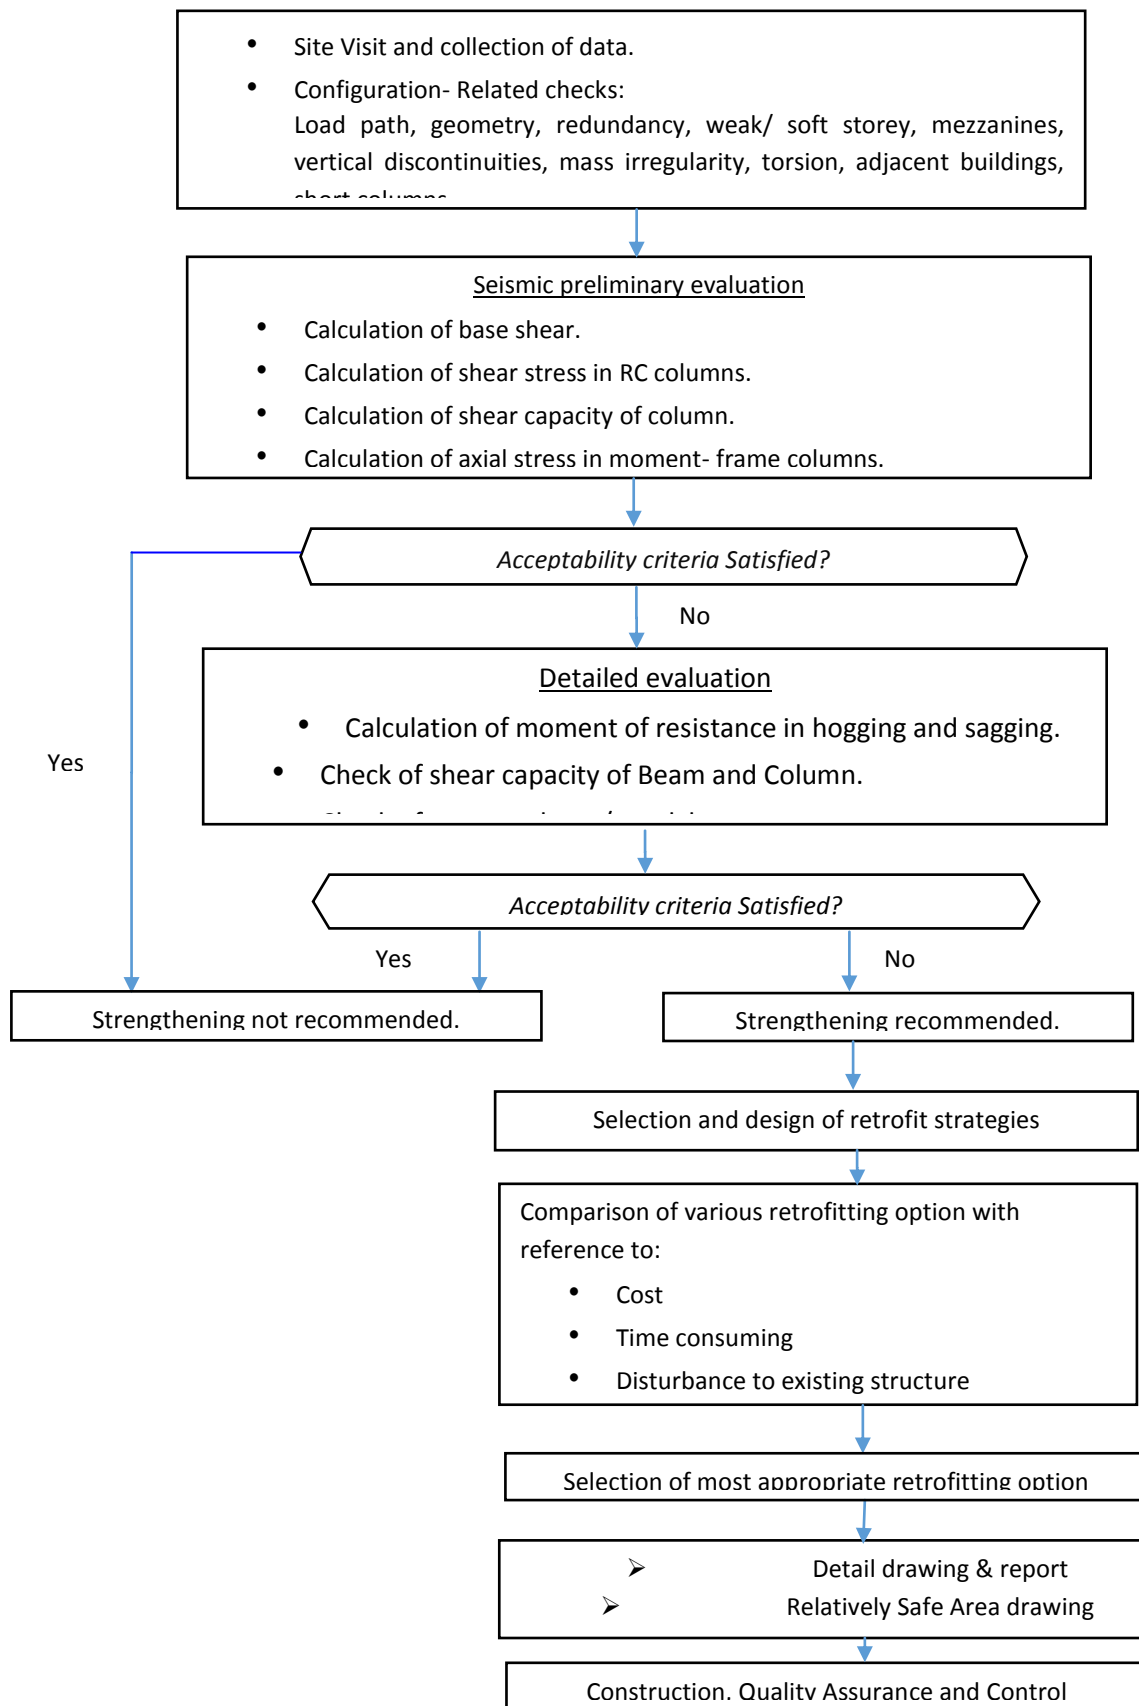 • Site Visit and collection of data.
• Configuration- Related checks:
Load path, geometry, redundancy, weak/ soft storey, mezzanines,
vertical discontinuities, mass irregularity, torsion, adjacent buildings,
short columns
Seismic preliminary evaluation
• Calculation of base shear.
• Calculation of shear stress in RC columns.
• Calculation of shear capacity of column.
• Calculation of axial stress in moment- frame columns.
Acceptability criteria Satisfied?
No
Detailed evaluation
• Calculation of moment of resistance in hogging and sagging.
Yes
• Check of shear capacity of Beam and Column.
Acceptability criteria Satisfied?
Yes
No
Strengthening not recommended.
Strengthening recommended.
Selection and design of retrofit strategies
Comparison of various retrofitting option with
reference to:
• Cost
• Time consuming
• Disturbance to existing structure
Selection of most appropriate retrofitting option
➢ Detail drawing & report
➢ Relatively Safe Area drawing
Construction, Quality Assurance and Control